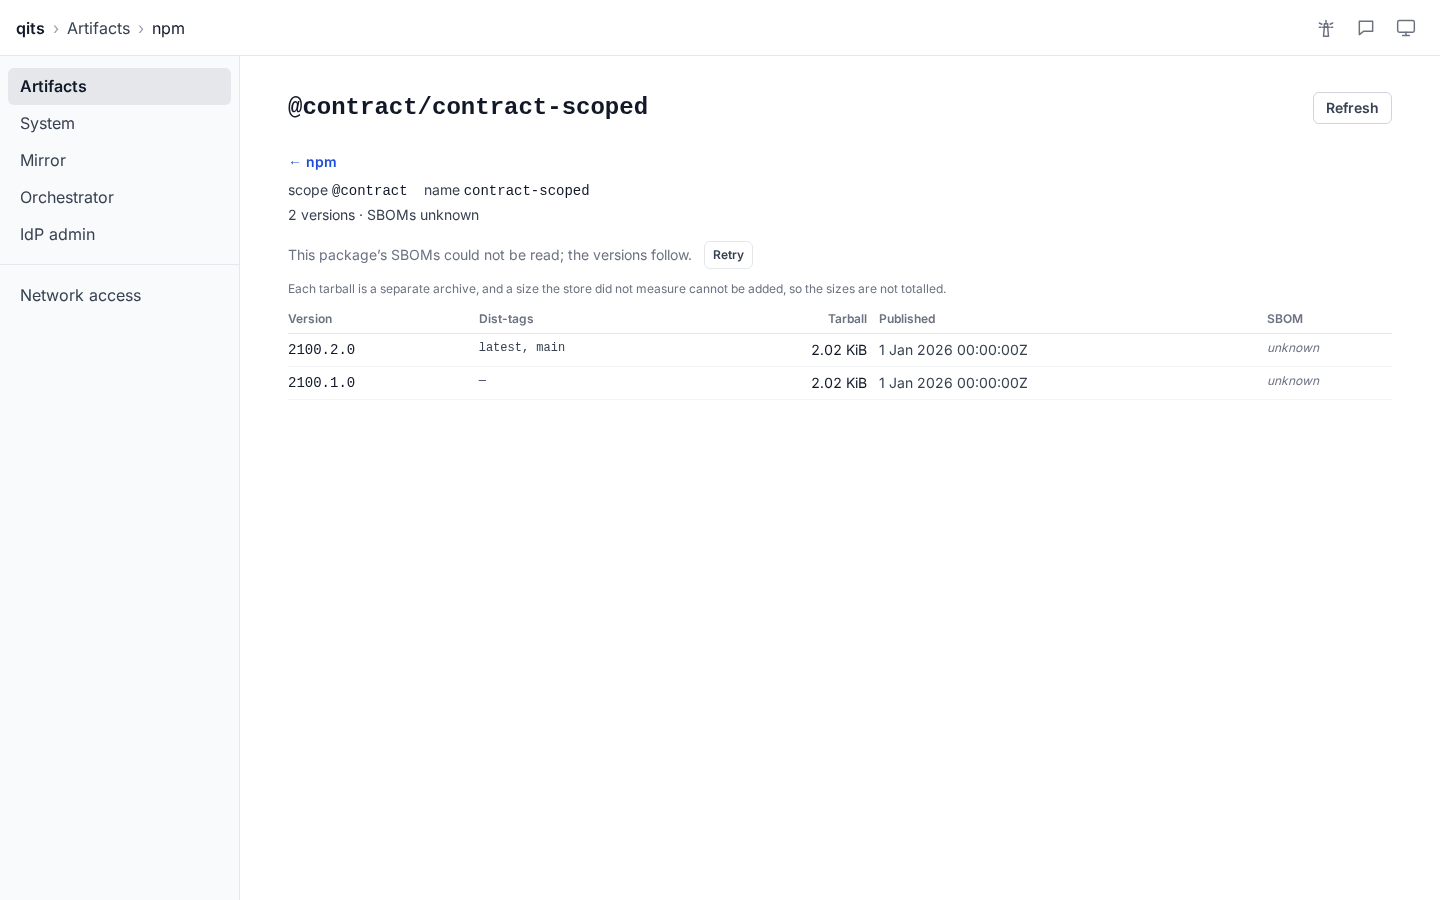 qits › Artifacts › npm
Artifacts
System
Mirror
Orchestrator
IdP admin
Network access
@contract/contract-scoped
Refresh
← npm
scope @contract name contract-scoped
2 versions · SBOMs unknown
This package’s SBOMs could not be read; the versions follow. Retry
Each tarball is a separate archive, and a size the store did not measure cannot be added, so the sizes are not totalled.
Version Dist-tags Tarball Published SBOM
2100.2.0 latest, main 2.02 KiB 1 Jan 2026 00:00:00Z unknown
2100.1.0 — 2.02 KiB 1 Jan 2026 00:00:00Z unknown